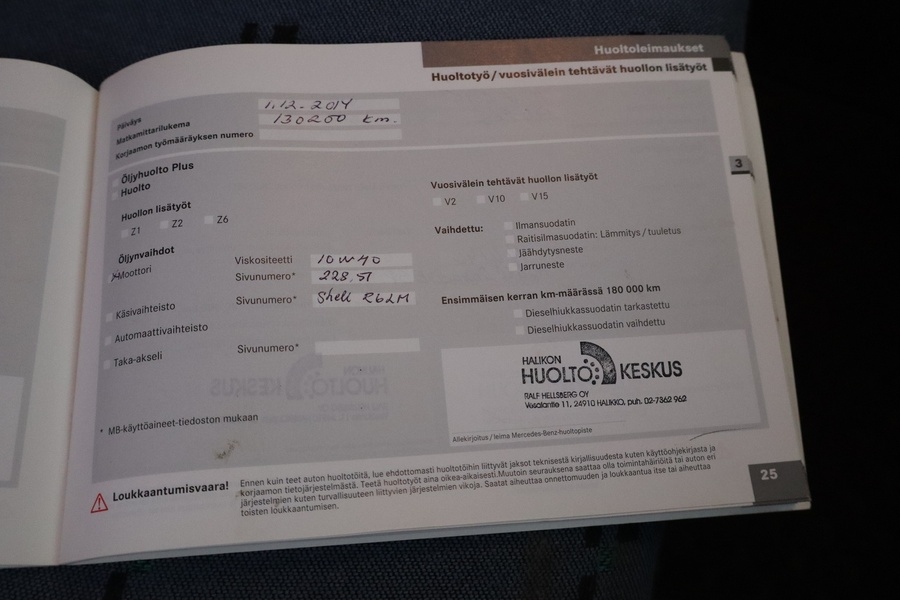 Huoltoleimaukset
Huoltotyö / vuosivälein tehtävät huollon lisätyöt
Päiväys 1.12-2014
Matkamittarilukema 130200 km.
Korjaamon työmääräyksen numero
3
Öljyhuolto Plus
Huolto
Huollon lisätyöt
Z1 Z2 Z6
Öljynvaihdot
Moottori
Viskositeetti 10W40
Sivunumero* 228.51
Käsivaihteisto
Sivunumero* Shell R6LM
Automaattivaihteisto
Taka-akseli
Sivunumero*
* MB-käyttöaineet-tiedoston mukaan
Vuosivälein tehtävät huollon lisätyöt
V2 V10 V15
Vaihdettu:
Ilmansuodatin
Raitisilmasuodatin: Lämmitys / tuuletus
Jäähdytysneste
Jarruneste
Ensimmäisen kerran km-määrässä 180 000 km
Dieselhiukkassuodatin tarkastettu
Dieselhiukkassuodatin vaihdettu
HALIKON
HUOLTOKESKUS
RALF HELLSBERG OY
Vesalantie 11, 24910 HALIKKO, puh. 02-7362 962
Allekirjoitus / leima Mercedes-Benz-huoltopiste
Loukkaantumisvaara!
Ennen kuin teet auton huoltotöitä, lue ehdottomasti huoltotöihin liittyvät jaksot teknisestä kirjallisuudesta kuten käyttöohjekirjasta ja
korjaamon tietojärjestelmästä. Teetä huoltotyöt aina oikea-aikaisesti. Muutoin seurauksena saattaa olla toimintahäiriöitä tai auton eri
järjestelmien kuten turvallisuuteen liittyvien järjestelmien vikoja. Saatat aiheuttaa onnettomuuden ja loukkaantua itse tai aiheuttaa
toisten loukkaantumisen.
25